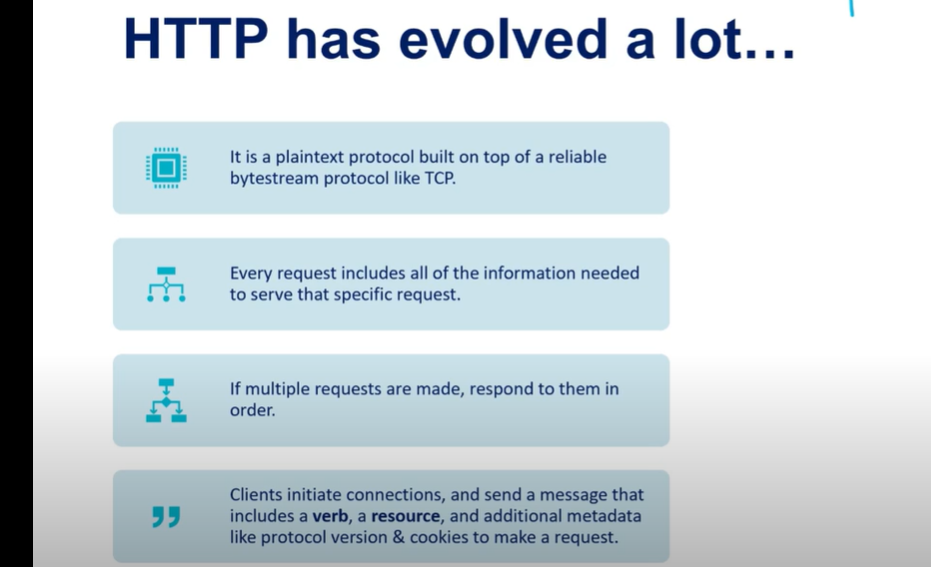 HTTP has evolved a lot...
It is a plaintext protocol built on top of a reliable
bytestream protocol like TCP.
Every request includes all of the information needed
to serve that specific request.
If multiple requests are made, respond to them in
order.
Clients initiate connections, and send a message that
includes a verb, a resource, and additional metadata
like protocol version & cookies to make a request.